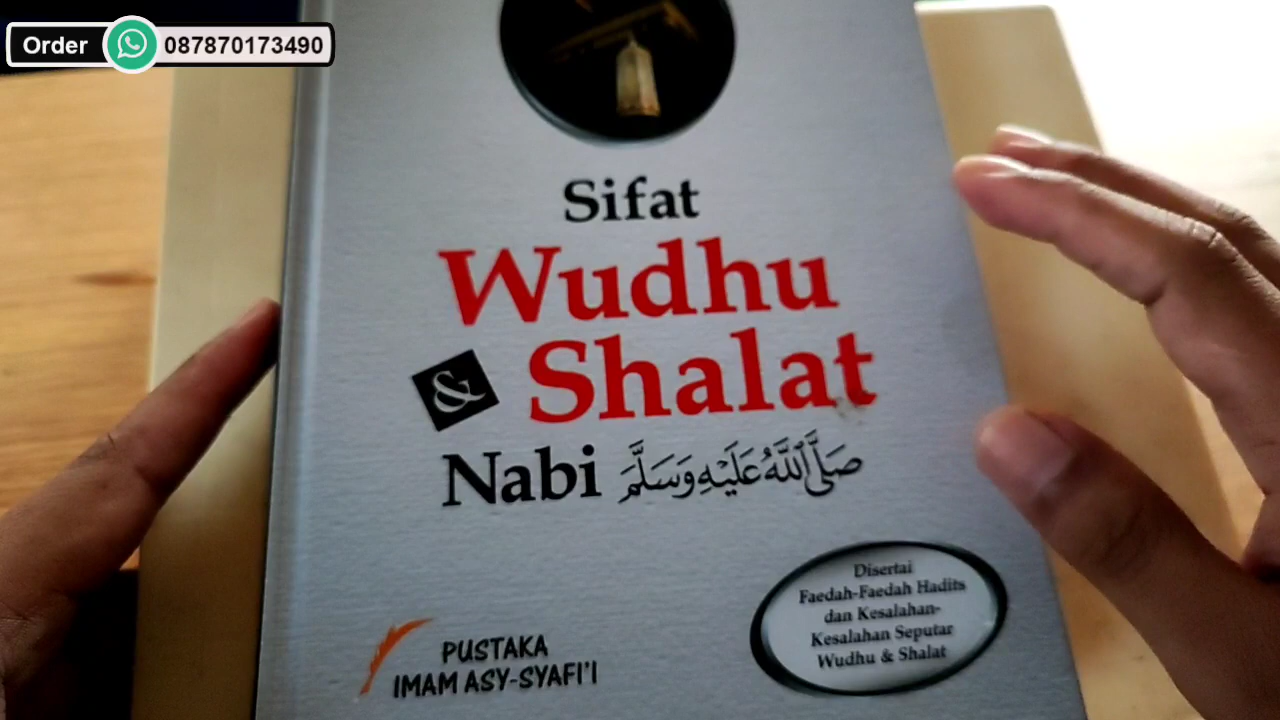 Order 087870173490
Sifat
Wudhu
& Shalat
Nabi صَلَّى اللَّهُ عَلَيْهِ وَسَلَّمَ
Disertai
Faedah-Faedah Hadits
dan Kesalahan-
Kesalahan Seputar
Wudhu & Shalat
PUSTAKA
IMAM ASY-SYAFI'I